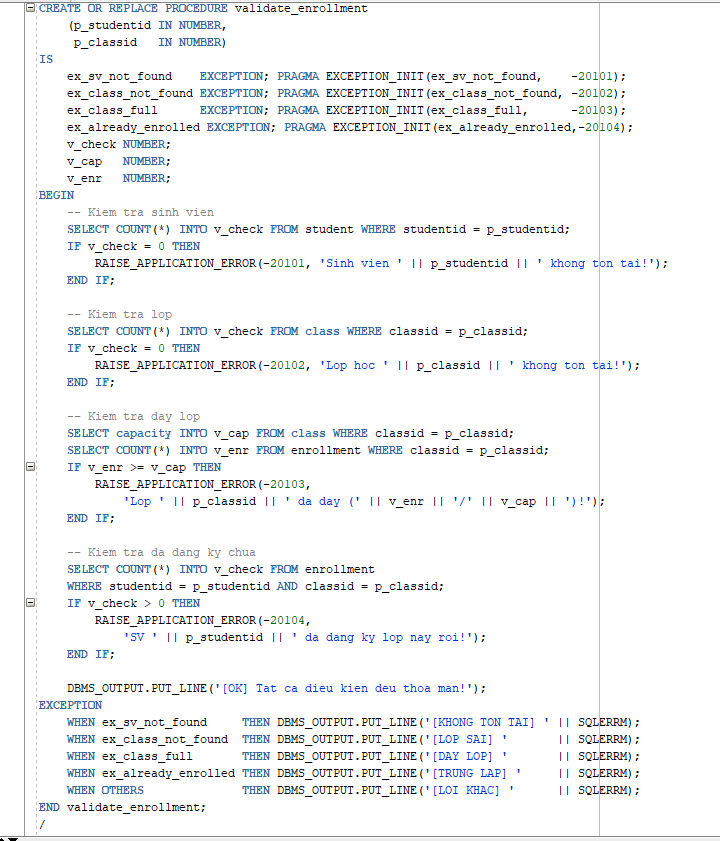 CREATE OR REPLACE PROCEDURE validate_enrollment
    (p_studentid IN NUMBER,
     p_classid   IN NUMBER)
IS
    ex_sv_not_found    EXCEPTION; PRAGMA EXCEPTION_INIT(ex_sv_not_found,    -20101);
    ex_class_not_found EXCEPTION; PRAGMA EXCEPTION_INIT(ex_class_not_found, -20102);
    ex_class_full      EXCEPTION; PRAGMA EXCEPTION_INIT(ex_class_full,      -20103);
    ex_already_enrolled EXCEPTION; PRAGMA EXCEPTION_INIT(ex_already_enrolled,-20104);
    v_check NUMBER;
    v_cap   NUMBER;
    v_enr   NUMBER;
BEGIN
    -- Kiem tra sinh vien
    SELECT COUNT(*) INTO v_check FROM student WHERE studentid = p_studentid;
    IF v_check = 0 THEN
        RAISE_APPLICATION_ERROR(-20101, 'Sinh vien ' || p_studentid || ' khong ton tai!');
    END IF;

    -- Kiem tra lop
    SELECT COUNT(*) INTO v_check FROM class WHERE classid = p_classid;
    IF v_check = 0 THEN
        RAISE_APPLICATION_ERROR(-20102, 'Lop hoc ' || p_classid || ' khong ton tai!');
    END IF;

    -- Kiem tra day lop
    SELECT capacity INTO v_cap FROM class WHERE classid = p_classid;
    SELECT COUNT(*) INTO v_enr FROM enrollment WHERE classid = p_classid;
    IF v_enr >= v_cap THEN
        RAISE_APPLICATION_ERROR(-20103,
            'Lop ' || p_classid || ' da day (' || v_enr || '/' || v_cap || ')!');
    END IF;

    -- Kiem tra da dang ky chua
    SELECT COUNT(*) INTO v_check FROM enrollment
    WHERE studentid = p_studentid AND classid = p_classid;
    IF v_check > 0 THEN
        RAISE_APPLICATION_ERROR(-20104,
            'SV ' || p_studentid || ' da dang ky lop nay roi!');
    END IF;

    DBMS_OUTPUT.PUT_LINE('[OK] Tat ca dieu kien deu thoa man!');
EXCEPTION
    WHEN ex_sv_not_found     THEN DBMS_OUTPUT.PUT_LINE('[KHONG TON TAI] ' || SQLERRM);
    WHEN ex_class_not_found  THEN DBMS_OUTPUT.PUT_LINE('[LOP SAI] '       || SQLERRM);
    WHEN ex_class_full       THEN DBMS_OUTPUT.PUT_LINE('[DAY LOP] '       || SQLERRM);
    WHEN ex_already_enrolled THEN DBMS_OUTPUT.PUT_LINE('[TRUNG LAP] '     || SQLERRM);
    WHEN OTHERS              THEN DBMS_OUTPUT.PUT_LINE('[LOI KHAC] '      || SQLERRM);
END validate_enrollment;
/